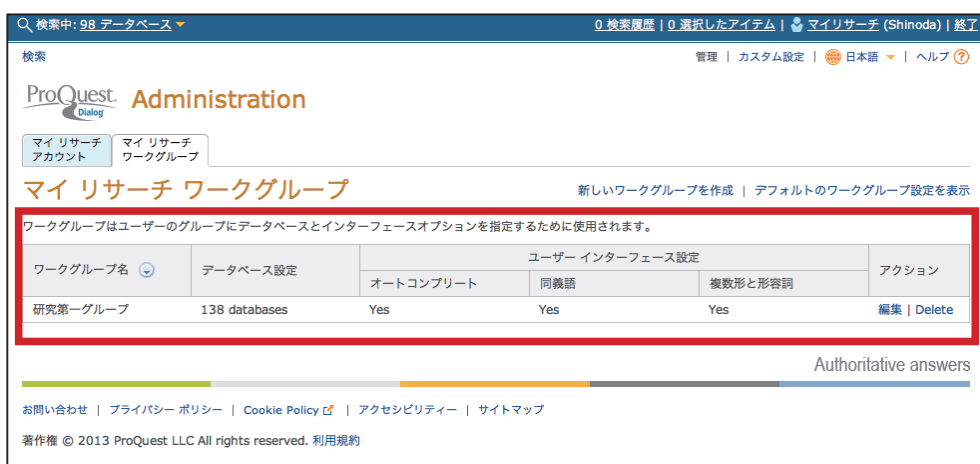 検索中: 98 データベース
0 検索履歴 | 0 選択したアイテム | マイリサーチ (Shinoda) | 終了
検索
管理 | カスタム設定 | 日本語 | ヘルプ ?
ProQuest. Dialog Administration
マイ リサーチ アカウント
マイ リサーチ ワークグループ
マイ リサーチ ワークグループ
新しいワークグループを作成 | デフォルトのワークグループ設定を表示
ワークグループはユーザーのグループにデータベースとインターフェースオプションを指定するために使用されます。
ワークグループ名 データベース設定 ユーザー インターフェース設定 アクション
オートコンプリート 同義語 複数形と形容詞
研究第一グループ 138 databases Yes Yes Yes 編集 | Delete
Authoritative answers
お問い合わせ | プライバシー ポリシー | Cookie Policy | アクセシビリティー | サイトマップ
著作権 © 2013 ProQuest LLC All rights reserved. 利用規約